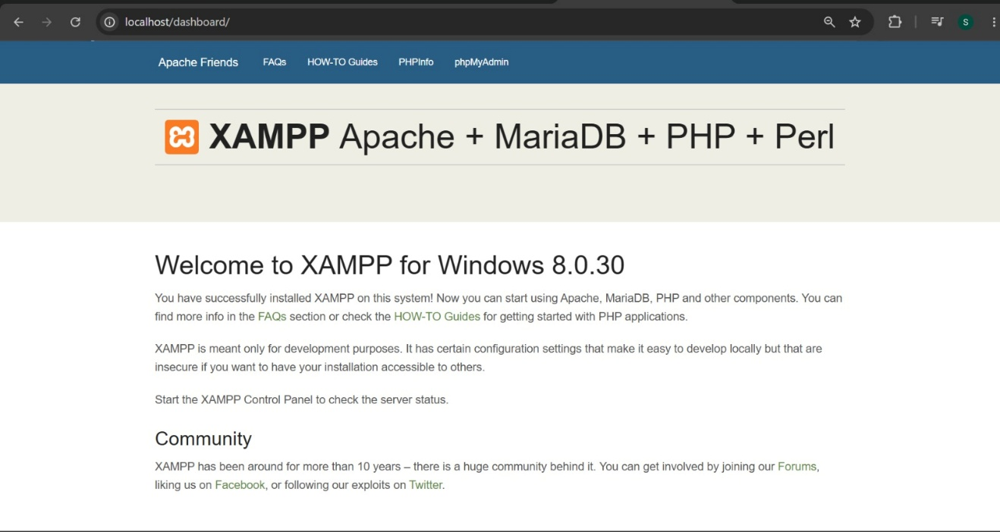 localhost/dashboard/
S
Apache Friends FAQs HOW-TO Guides PHPInfo phpMyAdmin
XAMPP Apache + MariaDB + PHP + Perl
Welcome to XAMPP for Windows 8.0.30
You have successfully installed XAMPP on this system! Now you can start using Apache, MariaDB, PHP and other components. You can
find more info in the FAQs section or check the HOW-TO Guides for getting started with PHP applications.
XAMPP is meant only for development purposes. It has certain configuration settings that make it easy to develop locally but that are
insecure if you want to have your installation accessible to others.
Start the XAMPP Control Panel to check the server status.
Community
XAMPP has been around for more than 10 years – there is a huge community behind it. You can get involved by joining our Forums,
liking us on Facebook, or following our exploits on Twitter.